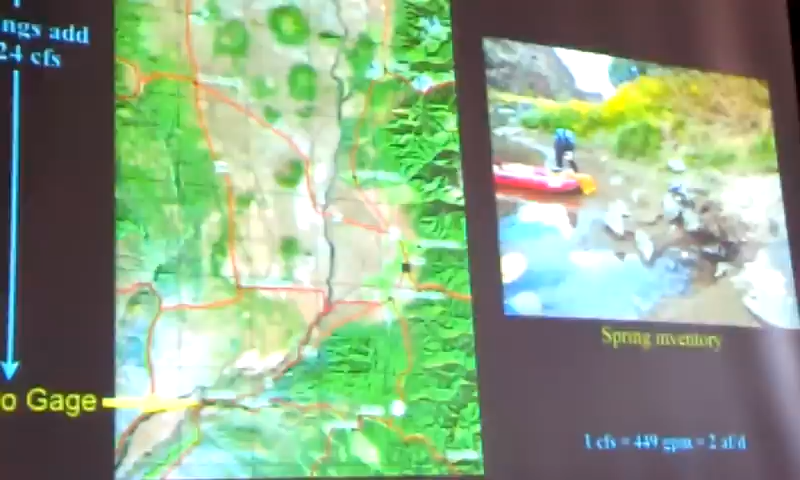 ngs add
24 cfs
o Gage
Spring inventory
1 cfs = 449 gpm = 2 af/d